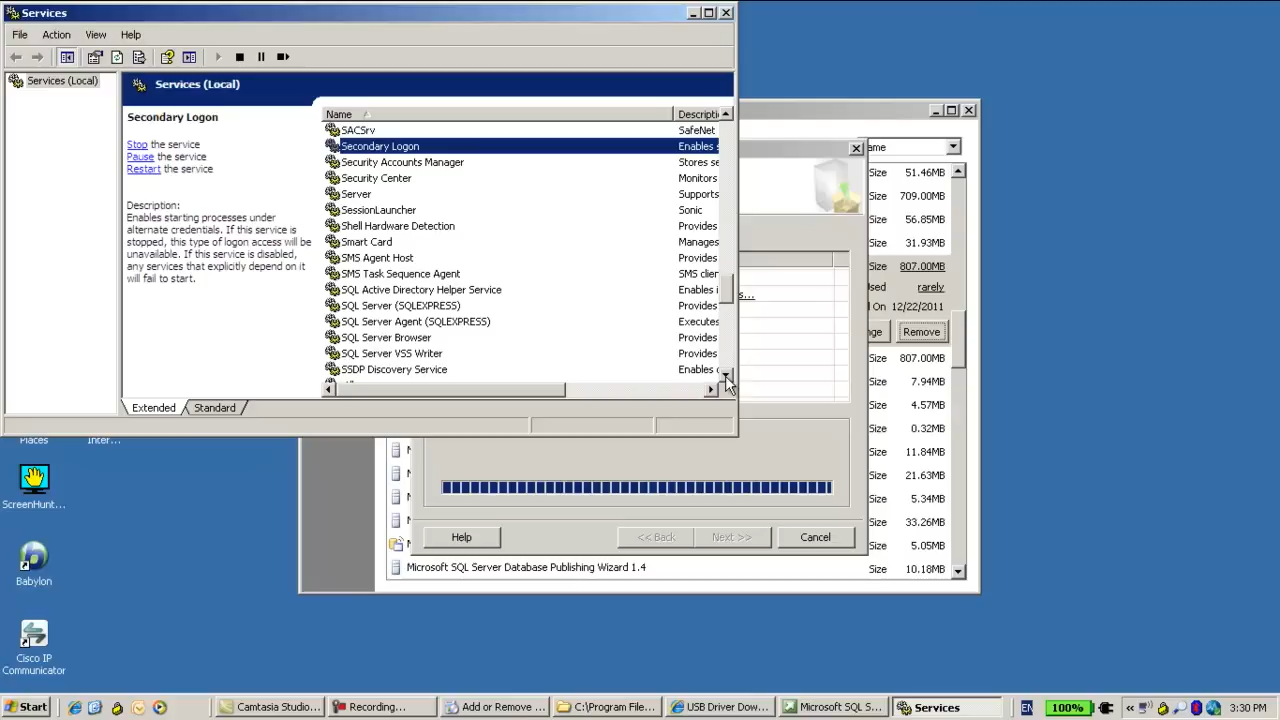 Services
File Action View Help
Services (Local)
Services (Local)
Secondary Logon
Stop the service
Pause the service
Restart the service
Description:
Enables starting processes under
alternate credentials. If this service is
stopped, this type of logon access will be
unavailable. If this service is disabled,
any services that explicitly depend on it
will fail to start.
Name Descripti
SACSrv SafeNet
Secondary Logon Enables s
Security Accounts Manager Stores se
Security Center Monitors
Server Supports
SessionLauncher Sonic
Shell Hardware Detection Provides
Smart Card Manages
SMS Agent Host Provides
SMS Task Sequence Agent SMS clien
SQL Active Directory Helper Service Enables i
SQL Server (SQLEXPRESS) Provides
SQL Server Agent (SQLEXPRESS) Executes
SQL Server Browser Provides
SQL Server VSS Writer Provides
SSDP Discovery Service Enables
Extended Standard
ame
Size 51.46MB
Size 709.00MB
Size 56.85MB
Size 31.93MB
Size 807.00MB
Used rarely
On 12/22/2011
nge Remove
Size 807.00MB
Size 7.94MB
Size 4.57MB
Size 0.32MB
Size 11.84MB
Size 21.63MB
Size 5.34MB
Size 33.26MB
Size 5.05MB
Size 10.18MB
s...
Help << Back Next >> Cancel
Microsoft SQL Server Database Publishing Wizard 1.4
Places Inter...
ScreenHunt...
Babylon
Cisco IP
Communicator
Start Camtasia Studio... Recording... Add or Remove ... C:\Program File... USB Driver Dow... Microsoft SQL S... Services EN 100% « 3:30 PM